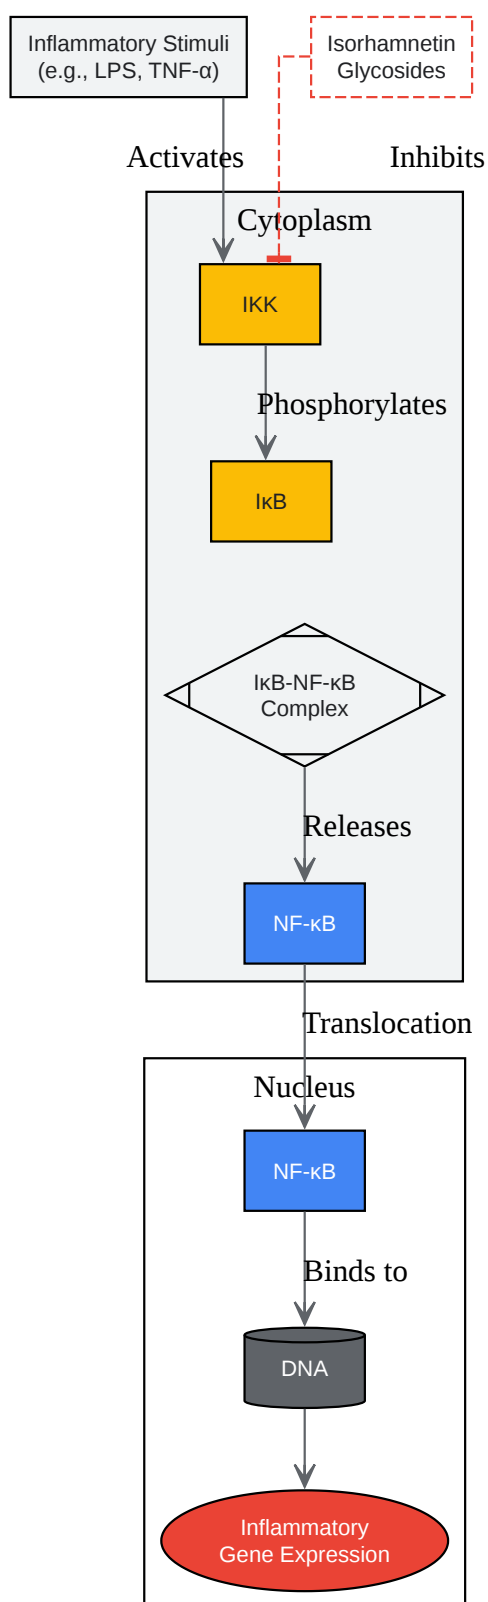 Inflammatory Stimuli
(e.g., LPS, TNF-α)
Isorhamnetin
Glycosides
Activates
Inhibits
Cytoplasm
IKK
Phosphorylates
IκB
IκB-NF-κB
Complex
Releases
NF-κB
Translocation
Nucleus
NF-κB
Binds to
DNA
Inflammatory
Gene Expression